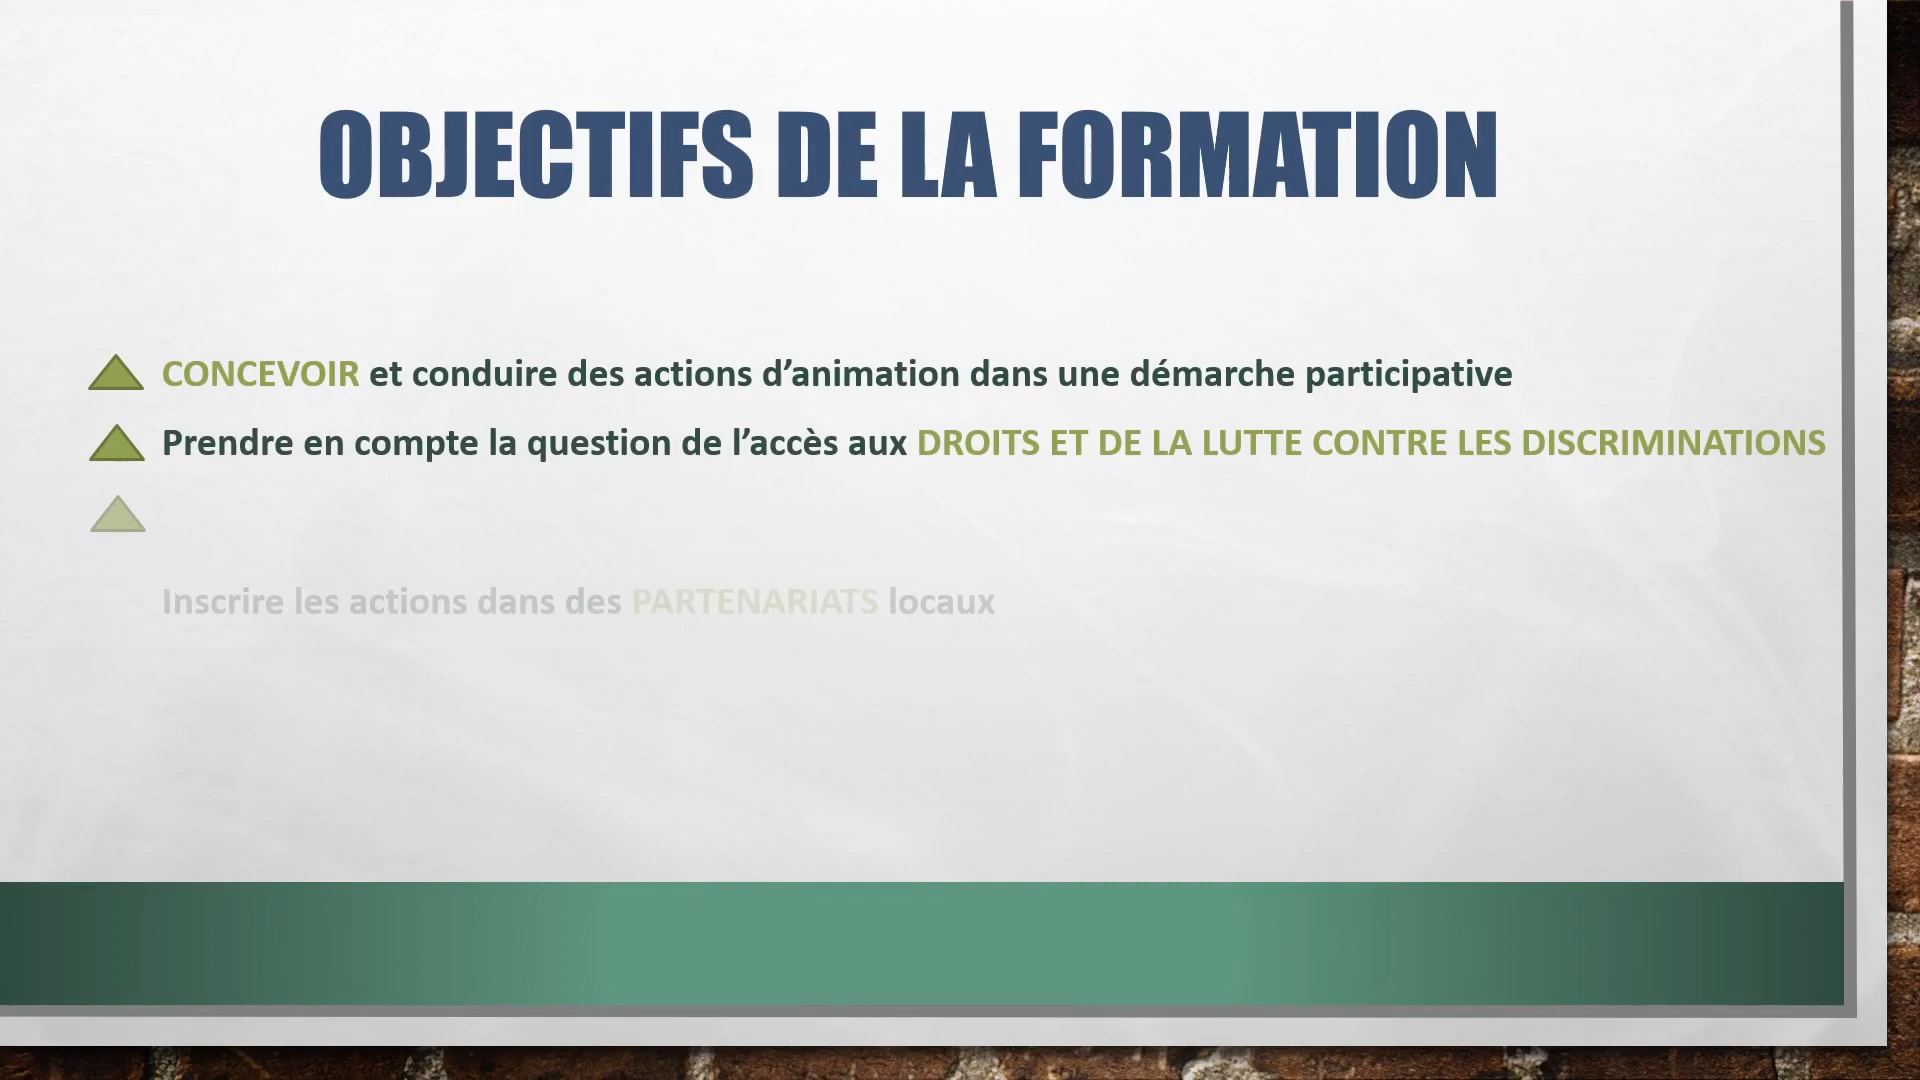 OBJECTIFS DE LA FORMATION
CONCEVOIR et conduire des actions d’animation dans une démarche participative
Prendre en compte la question de l’accès aux DROITS ET DE LA LUTTE CONTRE LES DISCRIMINATIONS
Inscrire les actions dans des PARTENARIATS locaux